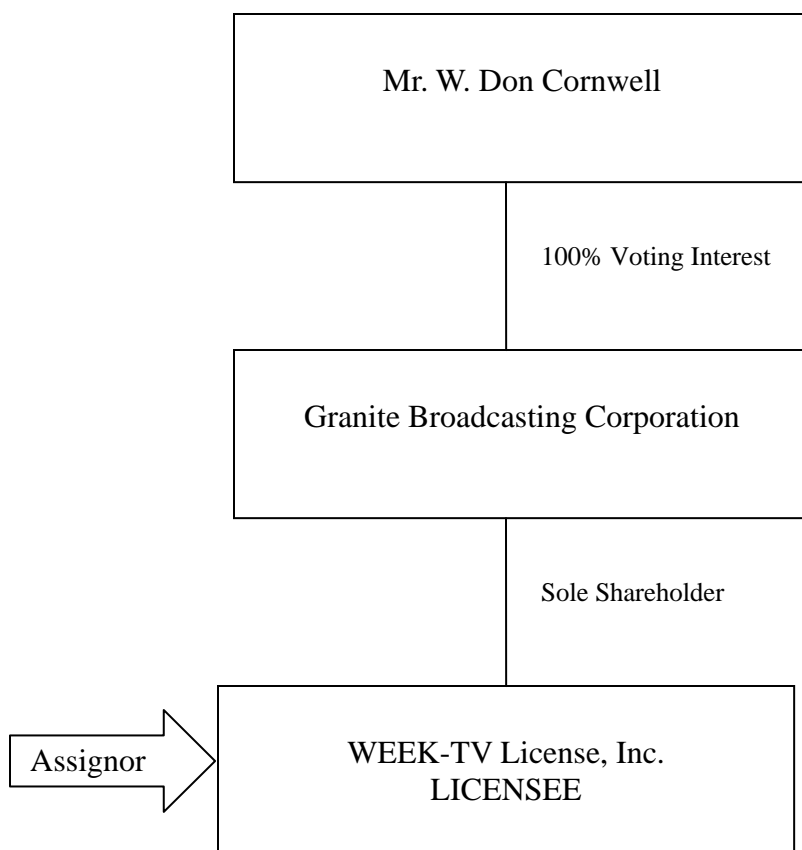 Mr. W. Don Cornwell
100% Voting Interest
Granite Broadcasting Corporation
Sole Shareholder
Assignor
WEEK-TV License, Inc.
LICENSEE